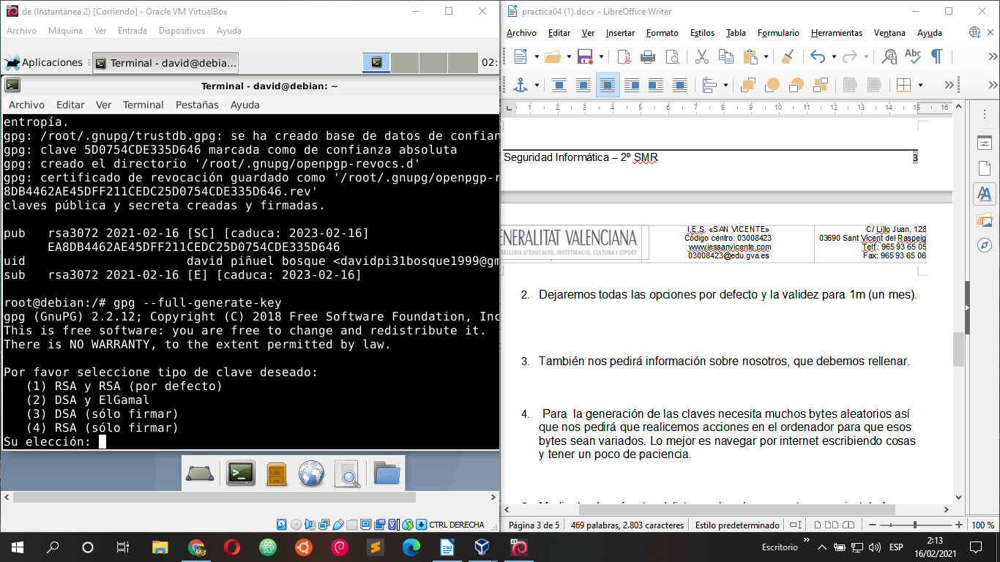 de (Instantánea 2) [Corriendo] - Oracle VM VirtualBox
Archivo Máquina Ver Entrada Dispositivos Ayuda
Aplicaciones Terminal - david@debia... 02:
Terminal - david@debian: ~
Archivo Editar Ver Terminal Pestañas Ayuda
entropía.
gpg: /root/.gnupg/trustdb.gpg: se ha creado base de datos de confian
gpg: clave 5D0754CDE335D646 marcada como de confianza absoluta
gpg: creado el directorio '/root/.gnupg/openpgp-revocs.d'
gpg: certificado de revocación guardado como '/root/.gnupg/openpgp-r
8DB4462AE45DFF211CEDC25D0754CDE335D646.rev'
claves pública y secreta creadas y firmadas.
pub rsa3072 2021-02-16 [SC] [caduca: 2023-02-16]
EA8DB4462AE45DFF211CEDC25D0754CDE335D646
uid david piñuel bosque <davidpi31bosque1999@gm
sub rsa3072 2021-02-16 [E] [caduca: 2023-02-16]
root@debian:/# gpg --full-generate-key
gpg (GnuPG) 2.2.12; Copyright (C) 2018 Free Software Foundation, Inc
This is free software: you are free to change and redistribute it.
There is NO WARRANTY, to the extent permitted by law.
Por favor seleccione tipo de clave deseado:
(1) RSA y RSA (por defecto)
(2) DSA y ElGamal
(3) DSA (sólo firmar)
(4) RSA (sólo firmar)
Su elección:
CTRL DERECHA
practica04 (1).docx - LibreOffice Writer
Archivo Editar Ver Insertar Formato Estilos Tabla Formulario Herramientas Ventana Ayuda
1 2 3 4 5 6 7 8 9 10 11 12 13 14 15 16
Seguridad Informática – 2º SMR 3
ENERALITAT VALENCIANA
SELLERIA D'EDUCACIÓ, INVESTIGACIÓ, CULTURA I ESPORT
I.E.S. «SAN VICENTE»
Código centro: 03008423
www.iessanvicente.com
03008423@edu.gva.es
C/ Lillo Juan, 128
03690 Sant Vicent del Raspeig
Telf.: 965 93 65 05
Fax: 965 93 65 06
2. Dejaremos todas las opciones por defecto y la validez para 1m (un mes).
3. También nos pedirá información sobre nosotros, que debemos rellenar.
4. Para la generación de las claves necesita muchos bytes aleatorios así
que nos pedirá que realicemos acciones en el ordenador para que esos
bytes sean variados. Lo mejor es navegar por internet escribiendo cosas
y tener un poco de paciencia.
Página 3 de 5 469 palabras, 2.803 caracteres Estilo predeterminado 100 %
Escritorio ESP 2:13
16/02/2021